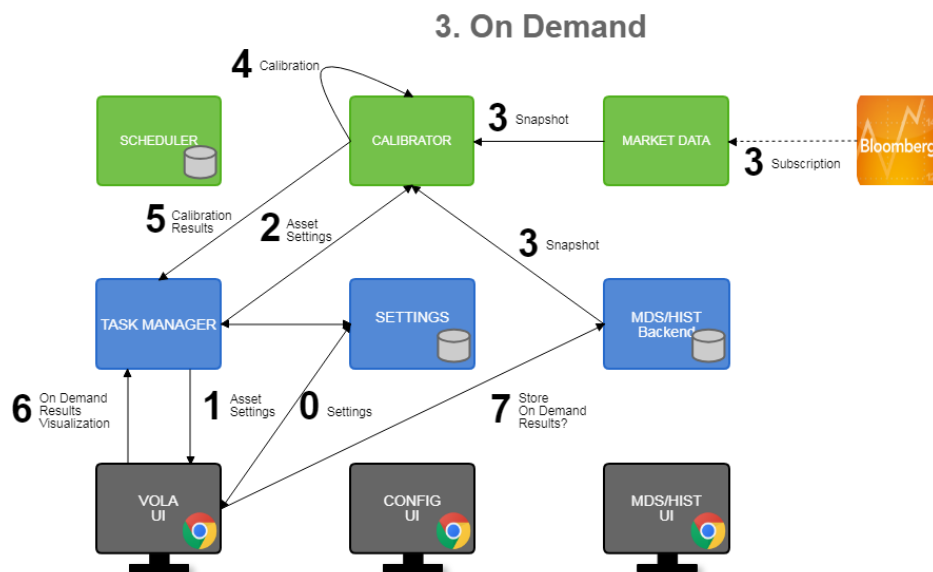 3. On Demand
4
Calibration
SCHEDULER
CALIBRATOR
3
Snapshot
MARKET DATA
3
Subscription
Bloomberg
5
Calibration
Results
2
Asset
Settings
3
Snapshot
TASK MANAGER
SETTINGS
MDS/HIST
Backend
6
On Demand
Results
Visualization
1
Asset
Settings
0
Settings
7
Store
On Demand
Results?
VOLA
UI
CONFIG
UI
MDS/HIST
UI